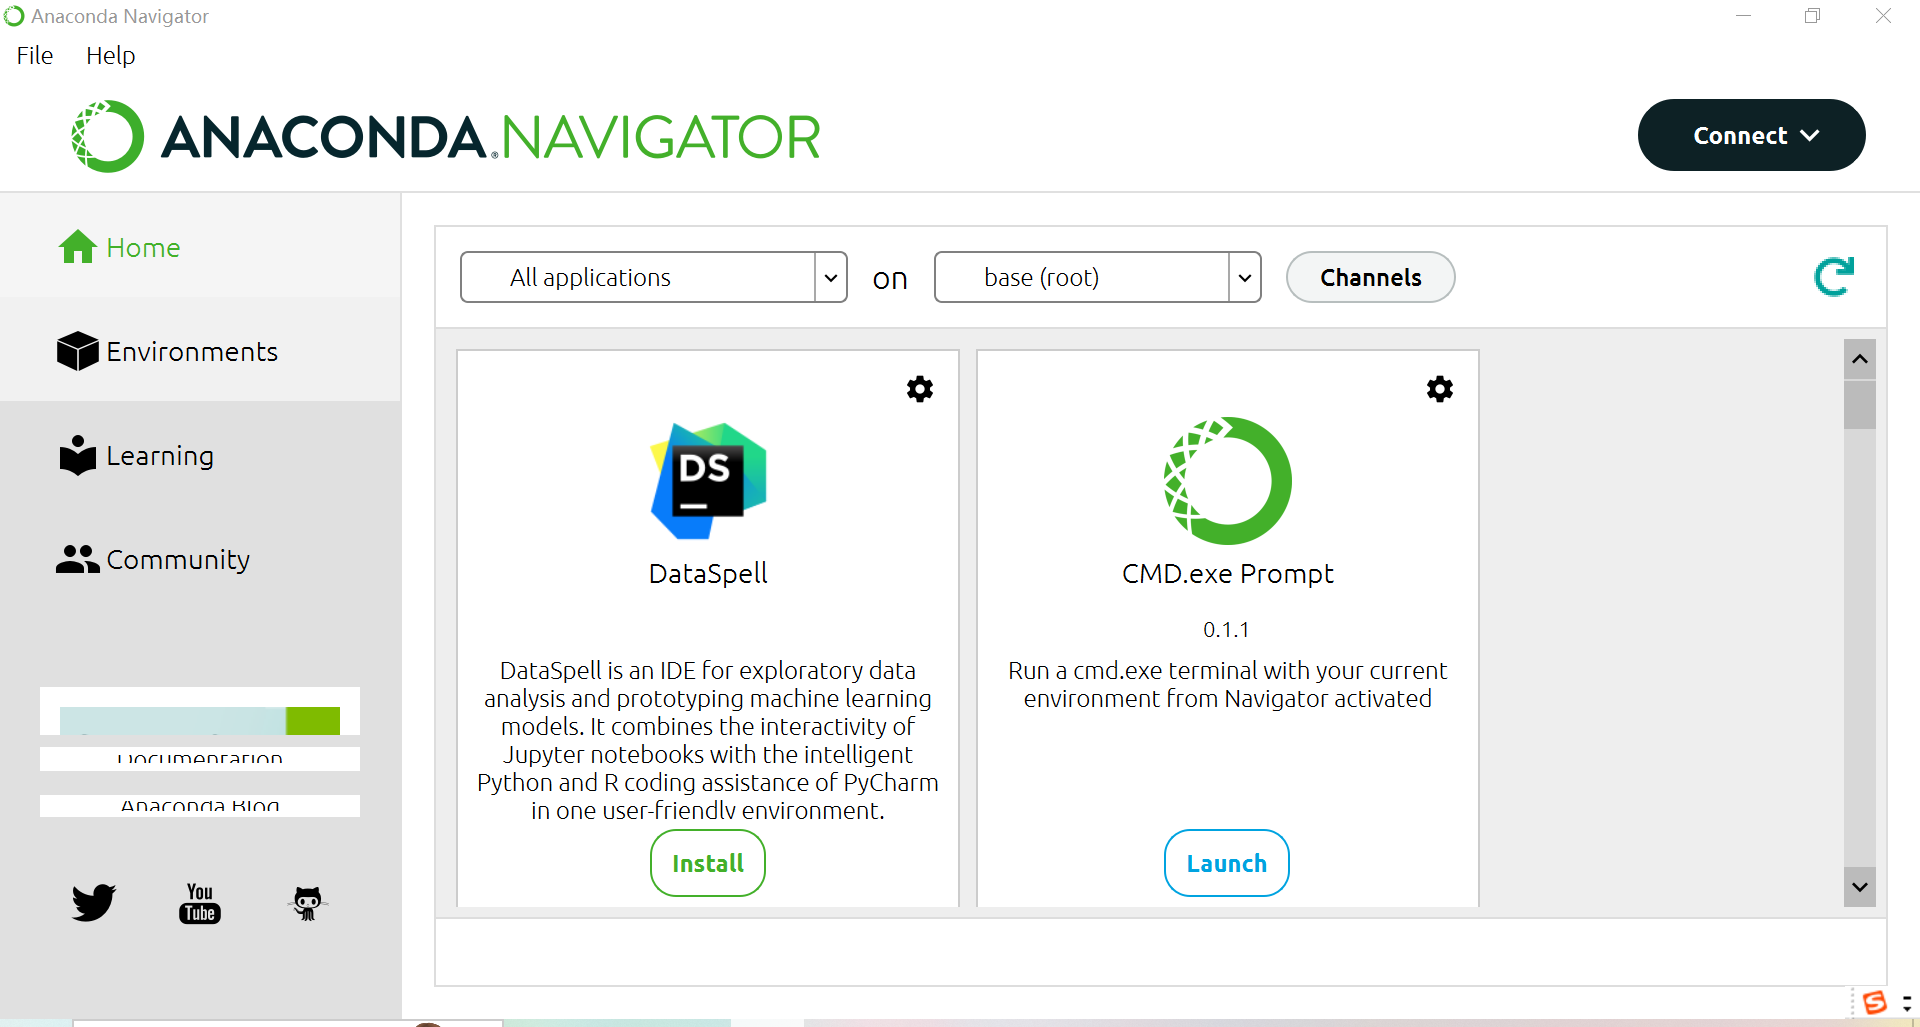 Anaconda Navigator
File Help
ANACONDA.NAVIGATOR
Connect
Home
All applications on base (root) Channels
Environments
Learning
Community
DS
DataSpell
DataSpell is an IDE for exploratory data
analysis and prototyping machine learning
models. It combines the interactivity of
Jupyter notebooks with the intelligent
Python and R coding assistance of PyCharm
in one user-friendly environment.
Install
CMD.exe Prompt
0.1.1
Run a cmd.exe terminal with your current
environment from Navigator activated
Launch
Documentation
Anaconda Blog
You
Tube
S